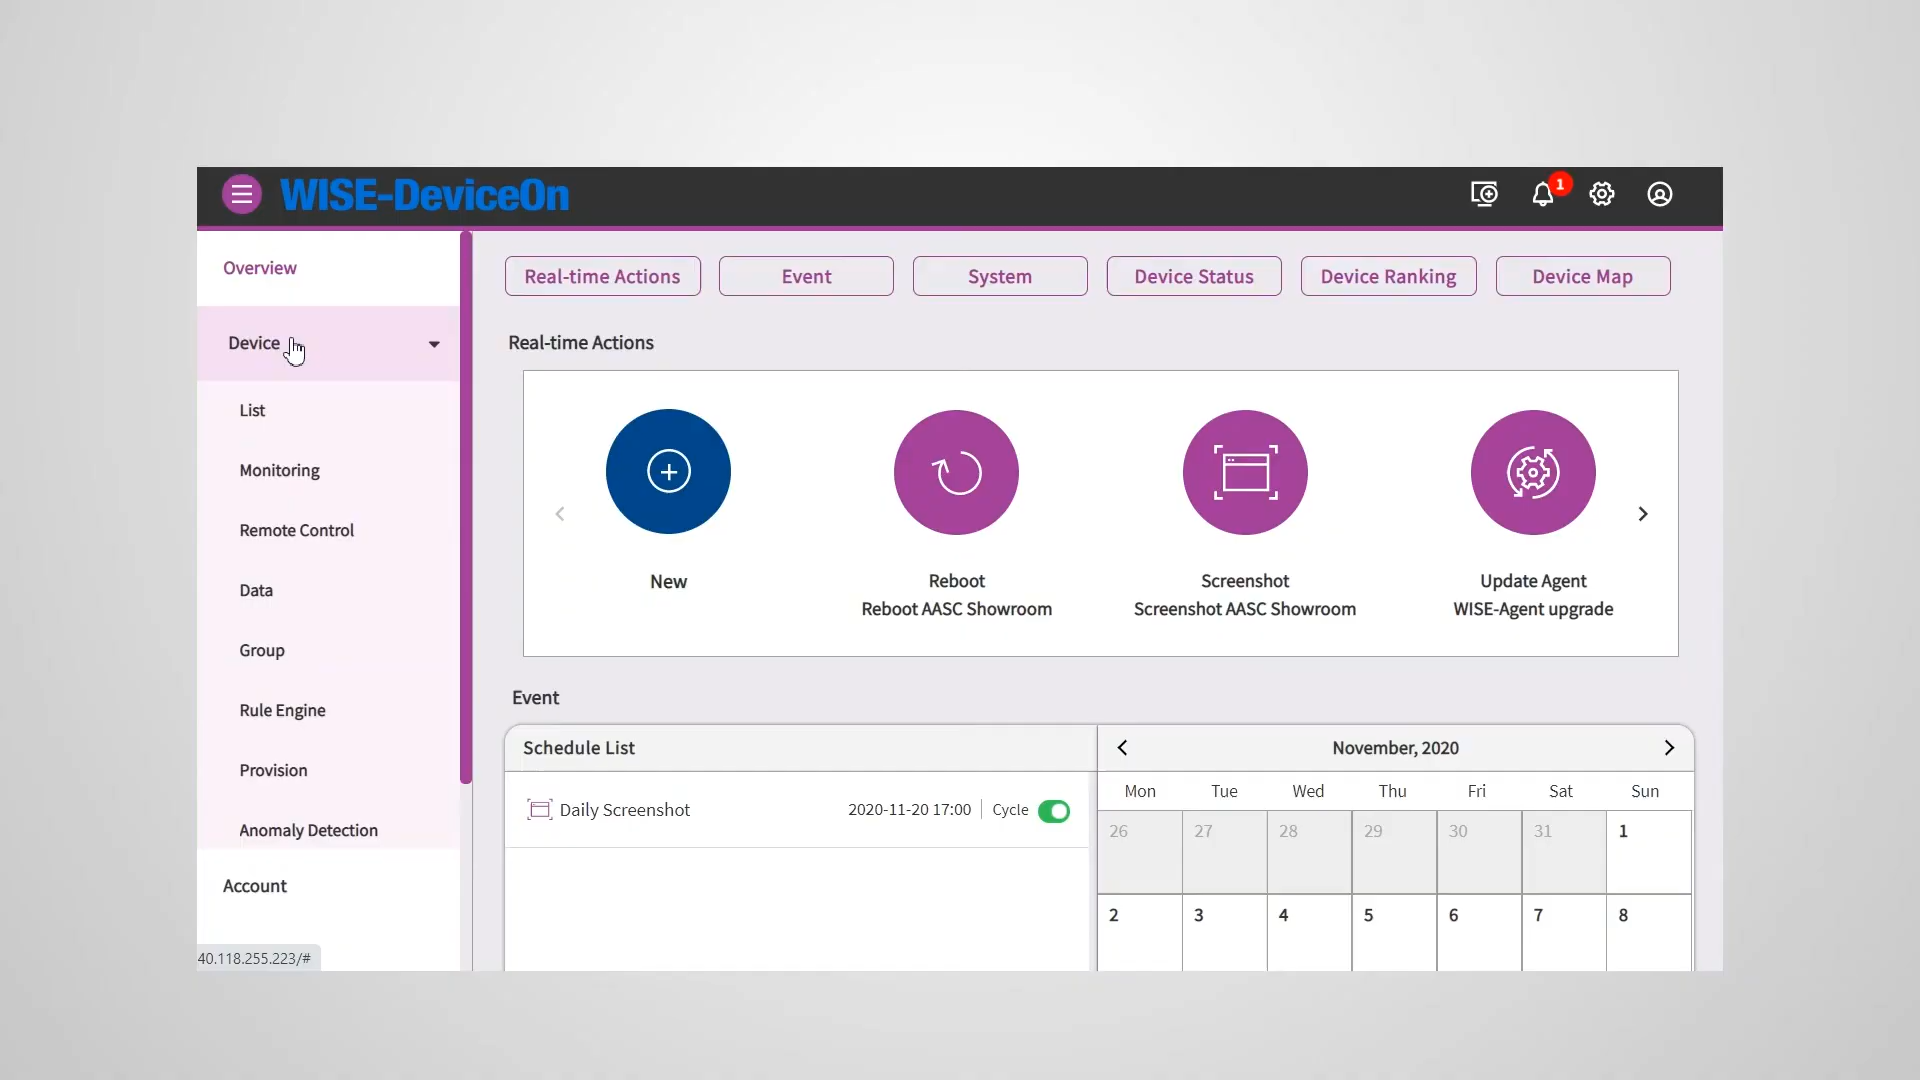 WISE-DeviceOn
1
Overview
Device
List
Monitoring
Remote Control
Data
Group
Rule Engine
Provision
Anomaly Detection
Account
40.118.255.223/#
Real-time Actions
Event
System
Device Status
Device Ranking
Device Map
Real-time Actions
New
Reboot
Reboot AASC Showroom
Screenshot
Screenshot AASC Showroom
Update Agent
WISE-Agent upgrade
Event
Schedule List
Daily Screenshot 2020-11-20 17:00 Cycle
November, 2020
Mon Tue Wed Thu Fri Sat Sun
26 27 28 29 30 31 1
2 3 4 5 6 7 8